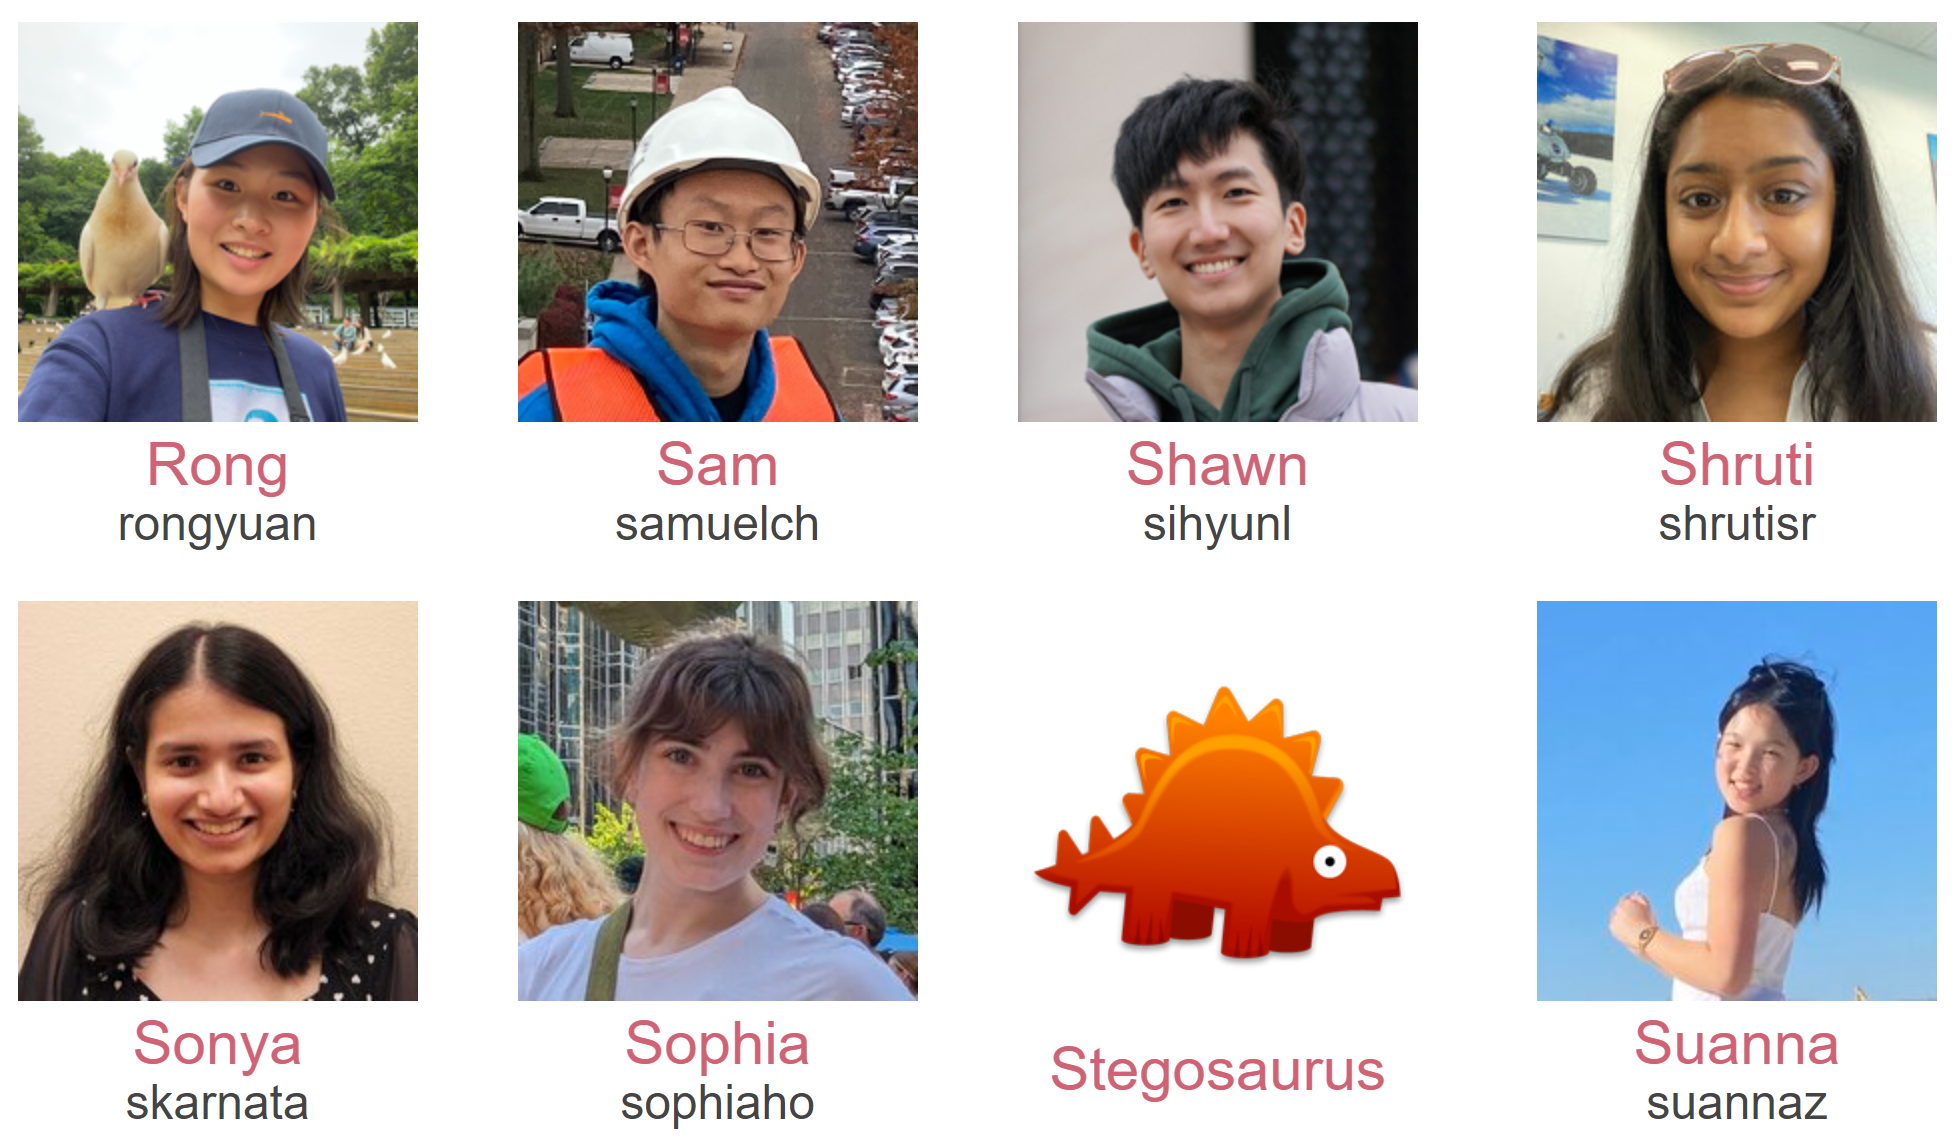 Rong
rongyuan
Sam
samuelch
Shawn
sihyunl
Shruti
shrutisr
Sonya
skarnata
Sophia
sophiaho
Stegosaurus
Suanna
suannaz